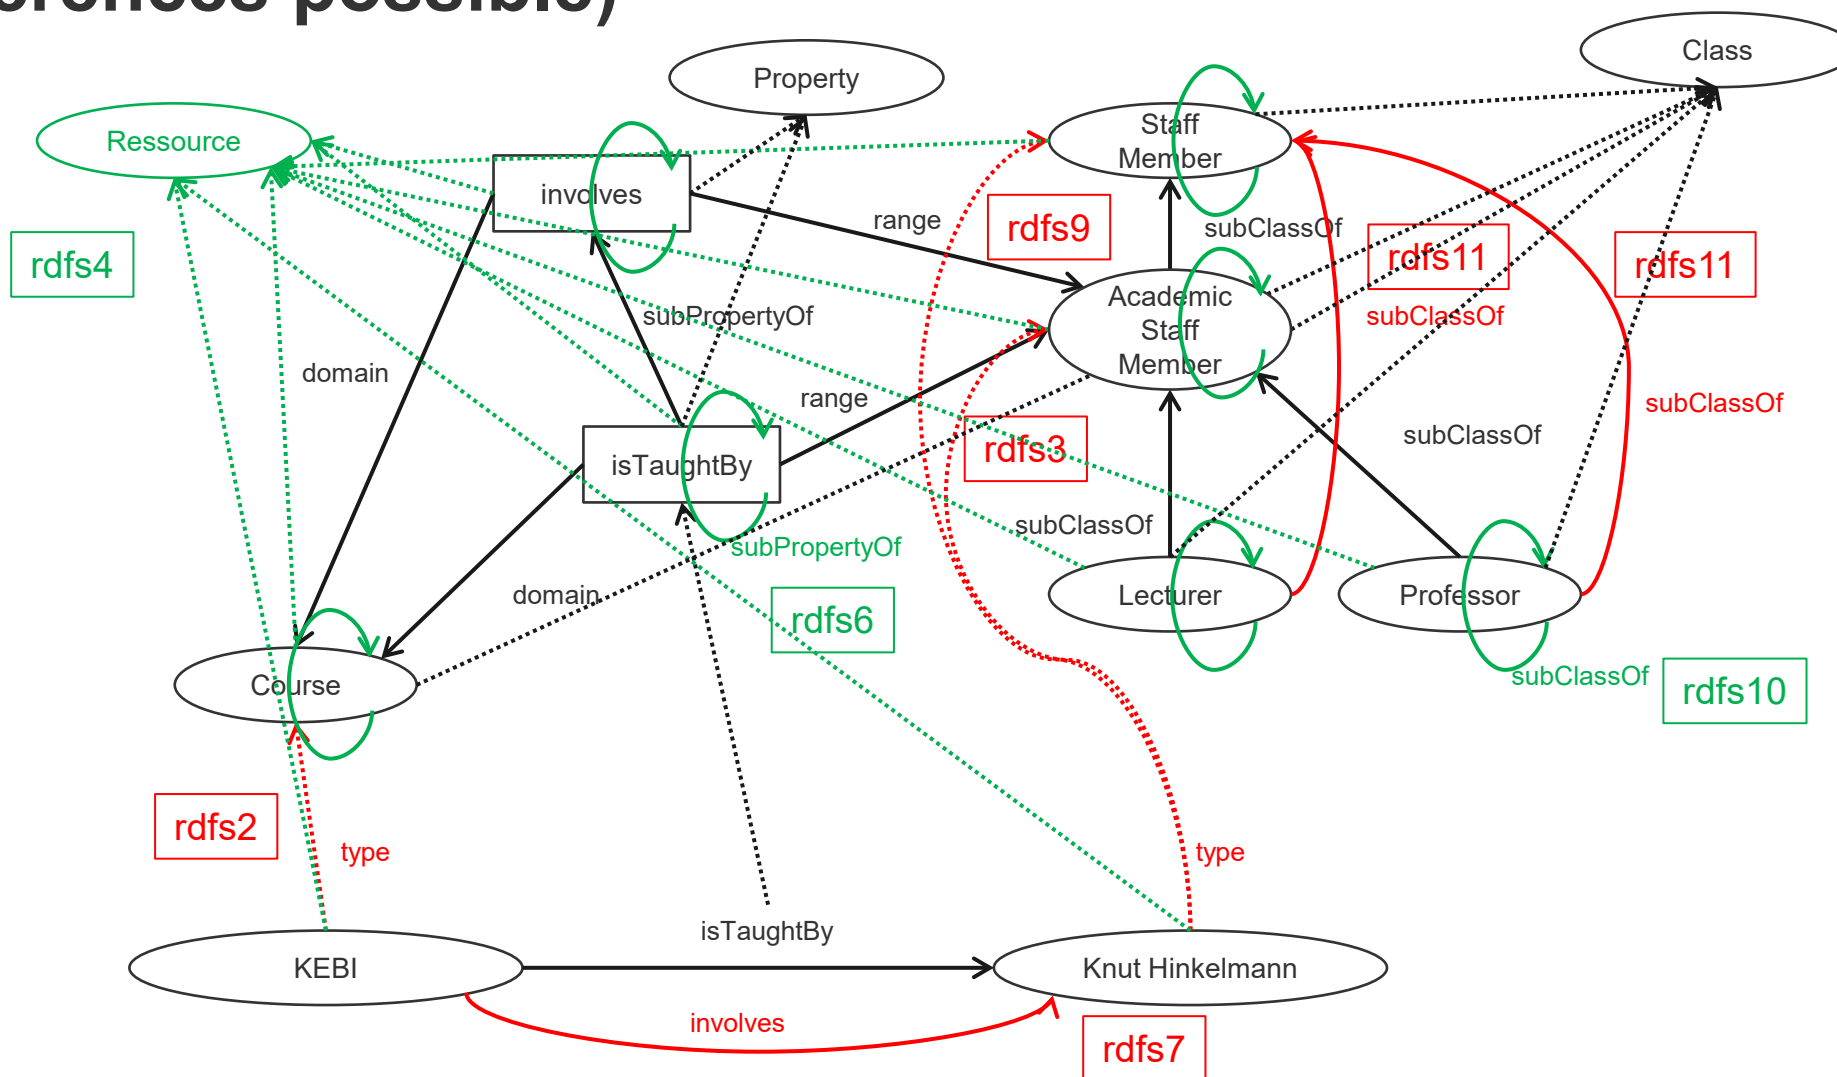 erences possible)
Class
Property
Staff
Member
Ressource
involves
range
rdfs9
subClassOf
rdfs4
rdfs11
rdfs11
Academic
Staff
Member
subPropertyOf
subClassOf
domain
range
subClassOf
subClassOf
rdfs3
isTaughtBy
subClassOf
subPropertyOf
domain
Lecturer
Professor
rdfs6
Course
subClassOf
rdfs10
rdfs2
type
type
isTaughtBy
KEBI
Knut Hinkelmann
involves
rdfs7